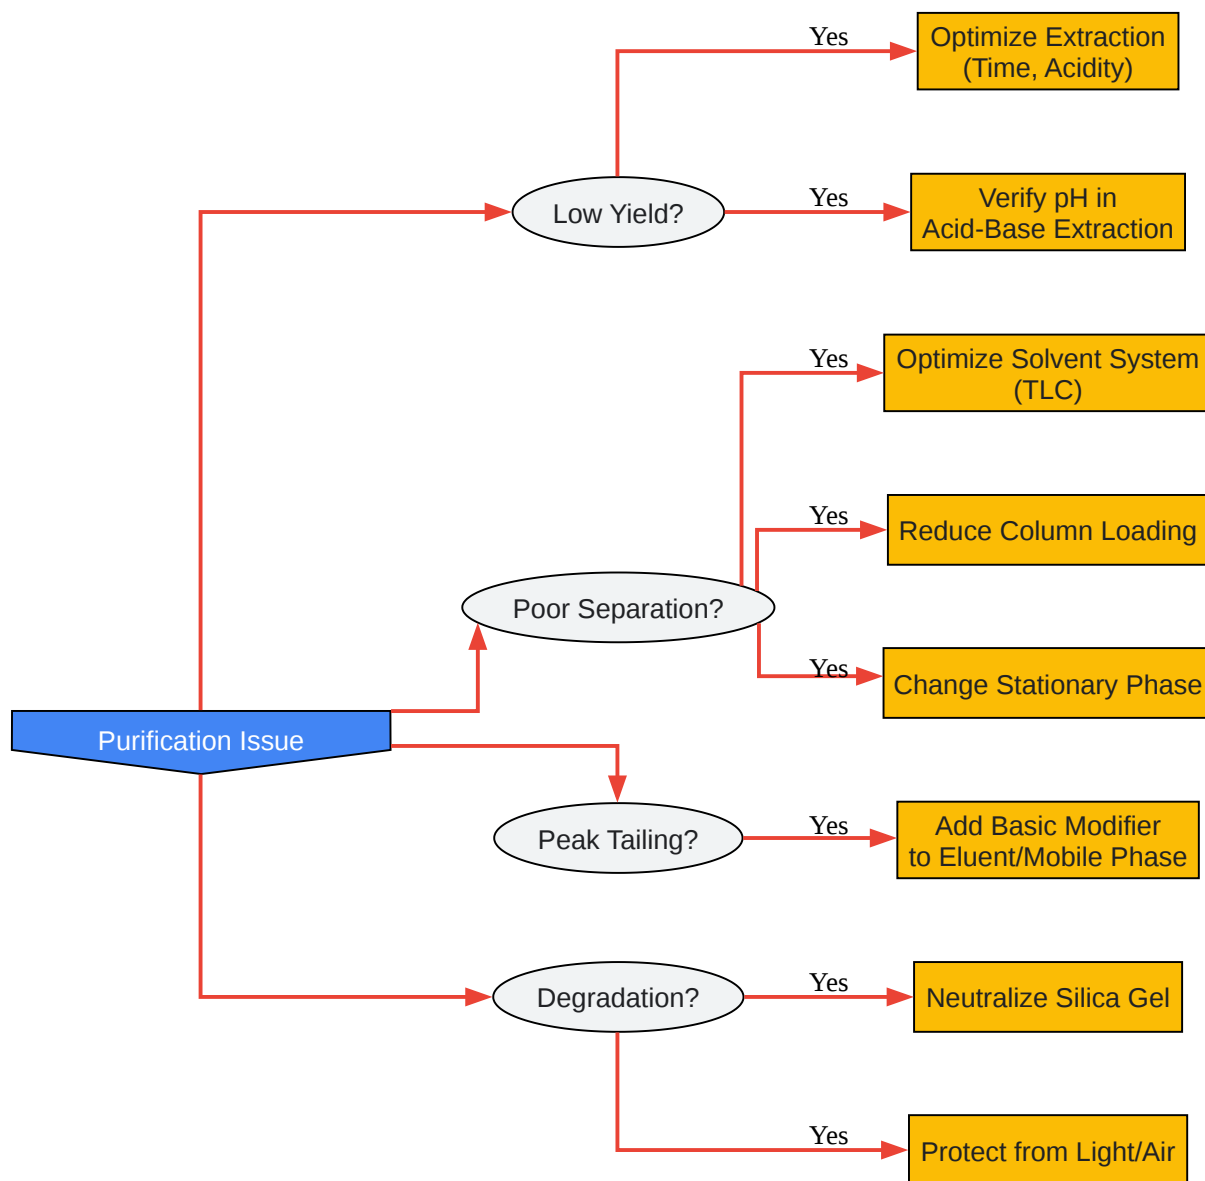 Yes
Optimize Extraction
(Time, Acidity)
Low Yield?
Yes
Verify pH in
Acid-Base Extraction
Yes
Optimize Solvent System
(TLC)
Yes
Reduce Column Loading
Poor Separation?
Yes
Change Stationary Phase
Purification Issue
Peak Tailing?
Yes
Add Basic Modifier
to Eluent/Mobile Phase
Degradation?
Yes
Neutralize Silica Gel
Yes
Protect from Light/Air